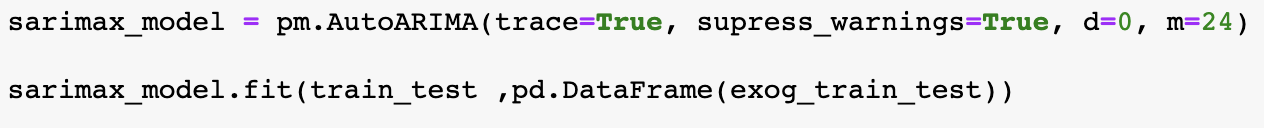 sarimax_model = pm.AutoARIMA(trace=True, supress_warnings=True, d=0, m=24)
sarimax_model.fit(train_test ,pd.DataFrame(exog_train_test))